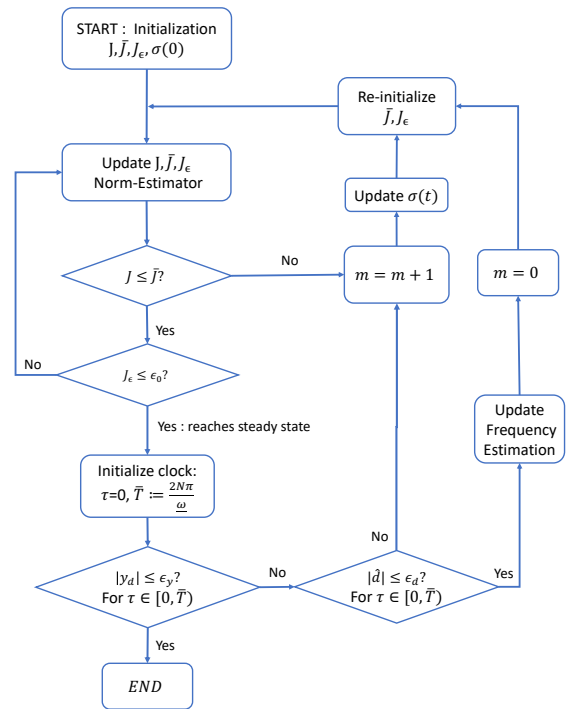 START : Initialization
J, J̄, J_ϵ, σ(0)
Re-initialize
J̄, J_ϵ
Update J, J̄, J_ϵ
Norm-Estimator
Update σ(t)
No
J ≤ J̄?
m = m + 1
m = 0
Yes
No
J_ϵ ≤ ϵ_0?
Yes : reaches steady state
Update
Frequency
Estimation
Initialize clock:
τ=0, T̄ ≔ 2Nπ/ω̲
No
|y_d| ≤ ϵ_y?
For τ ∈ [0, T̄)
No
|d̂| ≤ ϵ_d?
For τ ∈ [0, T̄)
Yes
Yes
END